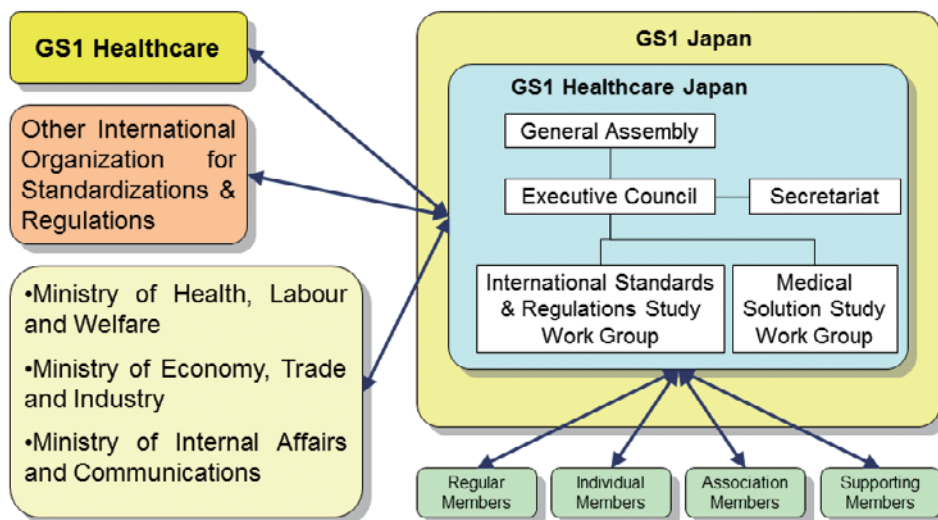 GS1 Healthcare
Other International
Organization for
Standardizations &
Regulations
•Ministry of Health, Labour
and Welfare
•Ministry of Economy, Trade
and Industry
•Ministry of Internal Affairs
and Communications
GS1 Japan
GS1 Healthcare Japan
General Assembly
Executive Council
Secretariat
International Standards
& Regulations Study
Work Group
Medical
Solution Study
Work Group
Regular
Members
Individual
Members
Association
Members
Supporting
Members